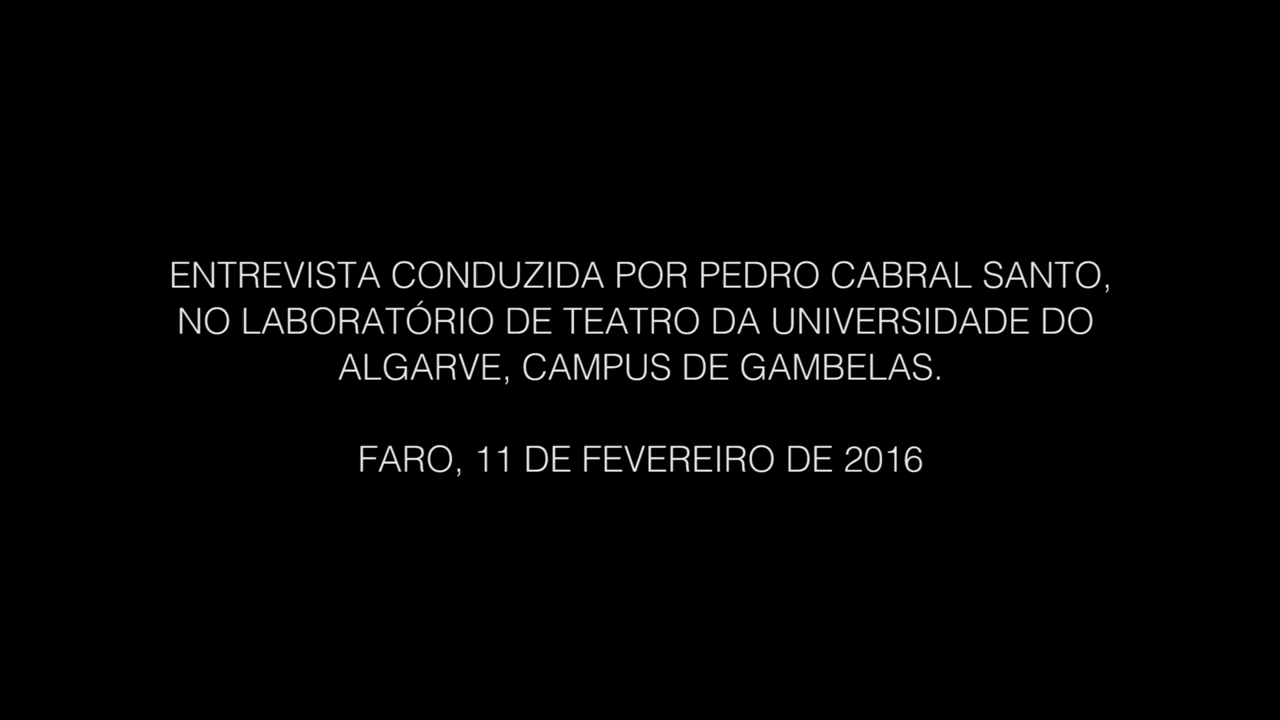 ENTREVISTA CONDUZIDA POR PEDRO CABRAL SANTO,
NO LABORATÓRIO DE TEATRO DA UNIVERSIDADE DO
ALGARVE, CAMPUS DE GAMBELAS.
FARO, 11 DE FEVEREIRO DE 2016